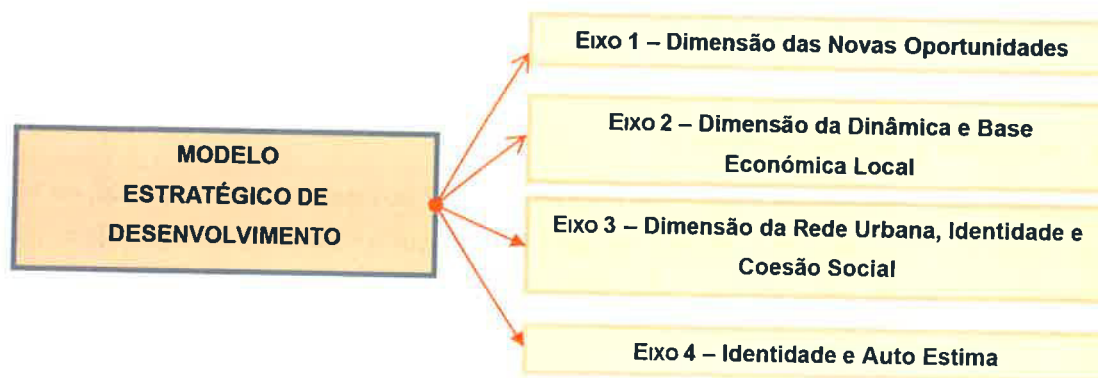 MODELO
ESTRATÉGICO DE
DESENVOLVIMENTO
EIXO 1 – Dimensão das Novas Oportunidades
EIXO 2 – Dimensão da Dinâmica e Base
Económica Local
EIXO 3 – Dimensão da Rede Urbana, Identidade e
Coesão Social
EIXO 4 – Identidade e Auto Estima